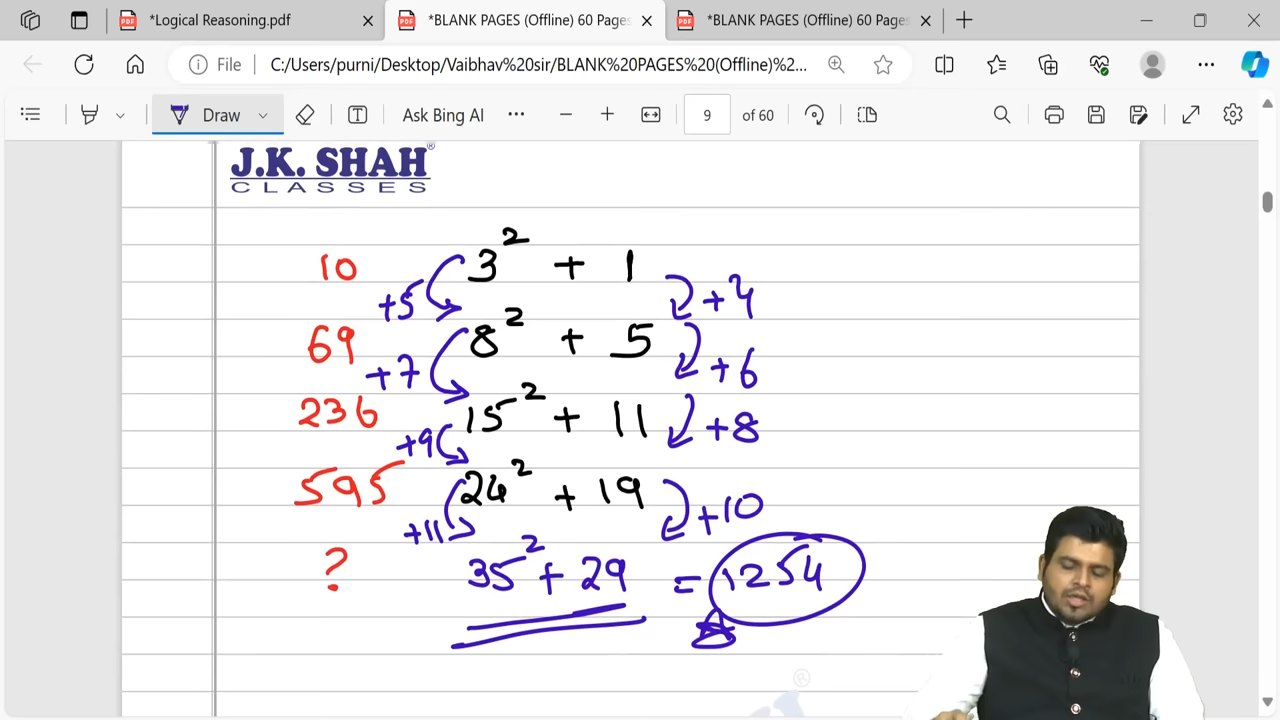 *Logical Reasoning.pdf
*BLANK PAGES (Offline) 60 Pages
*BLANK PAGES (Offline) 60 Pages
File C:/Users/purni/Desktop/Vaibhav%20sir/BLANK%20PAGES%20(Offline)%2...
Draw Ask Bing AI 9 of 60
J.K. SHAH®
CLASSES
10 3² + 1
+5 +4
69 8² + 5
+7 +6
236 15² + 11
+9 +8
595 24² + 19
+11 +10
? 35² + 29 = 1254
A